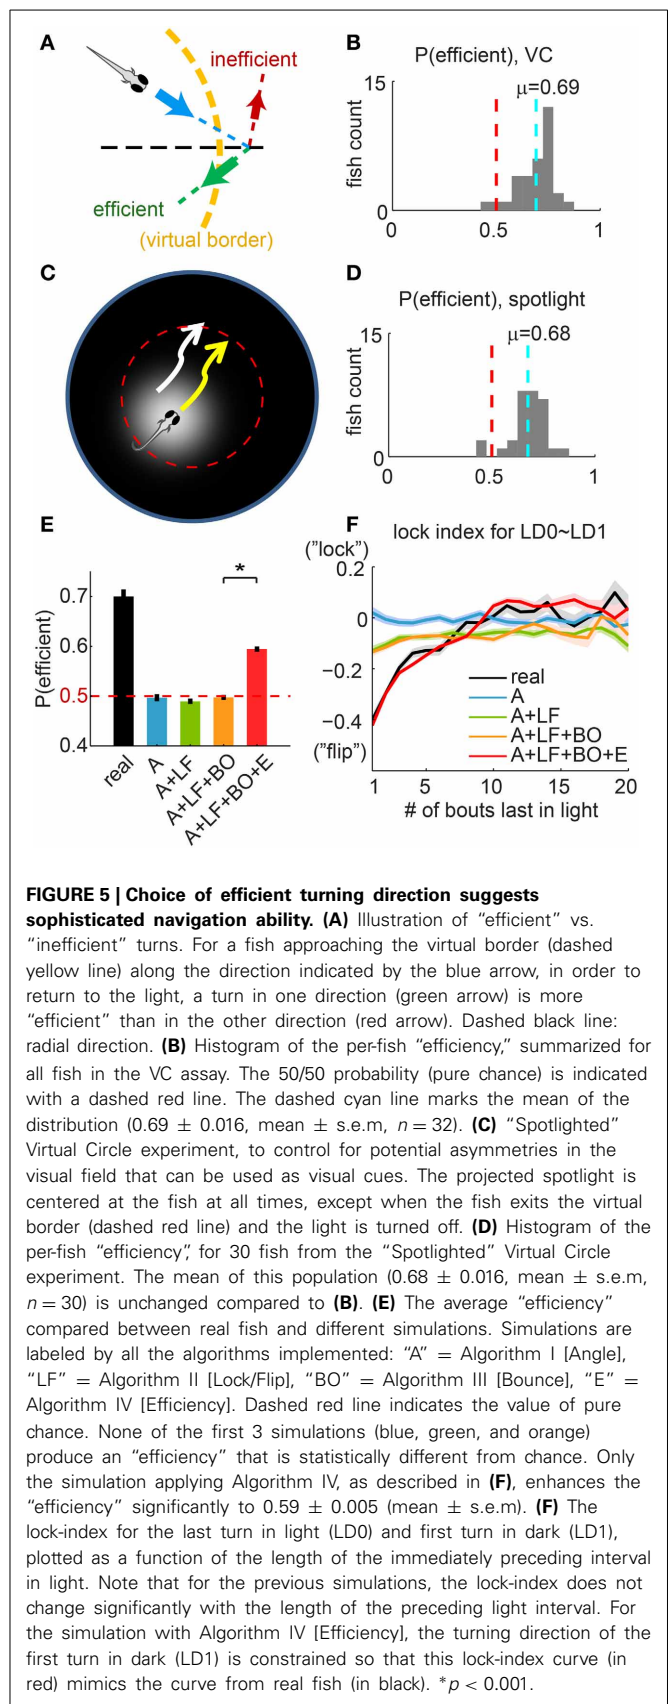 A
inefficient
efficient
(virtual border)
B
P(efficient), VC
μ=0.69
15
fish count
0
0
0.5
1
C
D
P(efficient), spotlight
μ=0.68
15
fish count
0
0
0.5
1
E
*
0.7
0.6
0.5
0.4
P(efficient)
real
A
A+LF
A+LF+BO
A+LF+BO+E
F
lock index for LD0~LD1
("lock")
0.2
0
−0.2
−0.4
("flip")
real
A
A+LF
A+LF+BO
A+LF+BO+E
1
5
10
15
20
# of bouts last in light
FIGURE 5 | Choice of efficient turning direction suggests
sophisticated navigation ability. (A) Illustration of “efficient” vs.
“inefficient” turns. For a fish approaching the virtual border (dashed
yellow line) along the direction indicated by the blue arrow, in order to
return to the light, a turn in one direction (green arrow) is more
“efficient” than in the other direction (red arrow). Dashed black line:
radial direction. (B) Histogram of the per-fish “efficiency,” summarized for
all fish in the VC assay. The 50/50 probability (pure chance) is indicated
with a dashed red line. The dashed cyan line marks the mean of the
distribution (0.69 ± 0.016, mean ± s.e.m, n = 32). (C) “Spotlighted”
Virtual Circle experiment, to control for potential asymmetries in the
visual field that can be used as visual cues. The projected spotlight is
centered at the fish at all times, except when the fish exits the virtual
border (dashed red line) and the light is turned off. (D) Histogram of the
per-fish “efficiency”, for 30 fish from the “Spotlighted” Virtual Circle
experiment. The mean of this population (0.68 ± 0.016, mean ± s.e.m,
n = 30) is unchanged compared to (B). (E) The average “efficiency”
compared between real fish and different simulations. Simulations are
labeled by all the algorithms implemented: “A” = Algorithm I [Angle],
“LF” = Algorithm II [Lock/Flip], “BO” = Algorithm III [Bounce], “E” =
Algorithm IV [Efficiency]. Dashed red line indicates the value of pure
chance. None of the first 3 simulations (blue, green, and orange)
produce an “efficiency” that is statistically different from chance. Only
the simulation applying Algorithm IV, as described in (F), enhances the
“efficiency” significantly to 0.59 ± 0.005 (mean ± s.e.m). (F) The
lock-index for the last turn in light (LD0) and first turn in dark (LD1),
plotted as a function of the length of the immediately preceding interval
in light. Note that for the previous simulations, the lock-index does not
change significantly with the length of the preceding light interval. For
the simulation with Algorithm IV [Efficiency], the turning direction of the
first turn in dark (LD1) is constrained so that this lock-index curve (in
red) mimics the curve from real fish (in black). *p < 0.001.